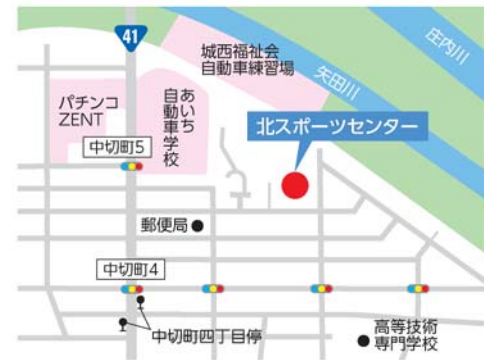 41
城西福祉会
自動車練習場
庄内川
矢田川
パチンコ
ZENT
あいち
自動車学校
北スポーツセンター
中切町5
郵便局
中切町4
中切町四丁目停
高等技術
専門学校